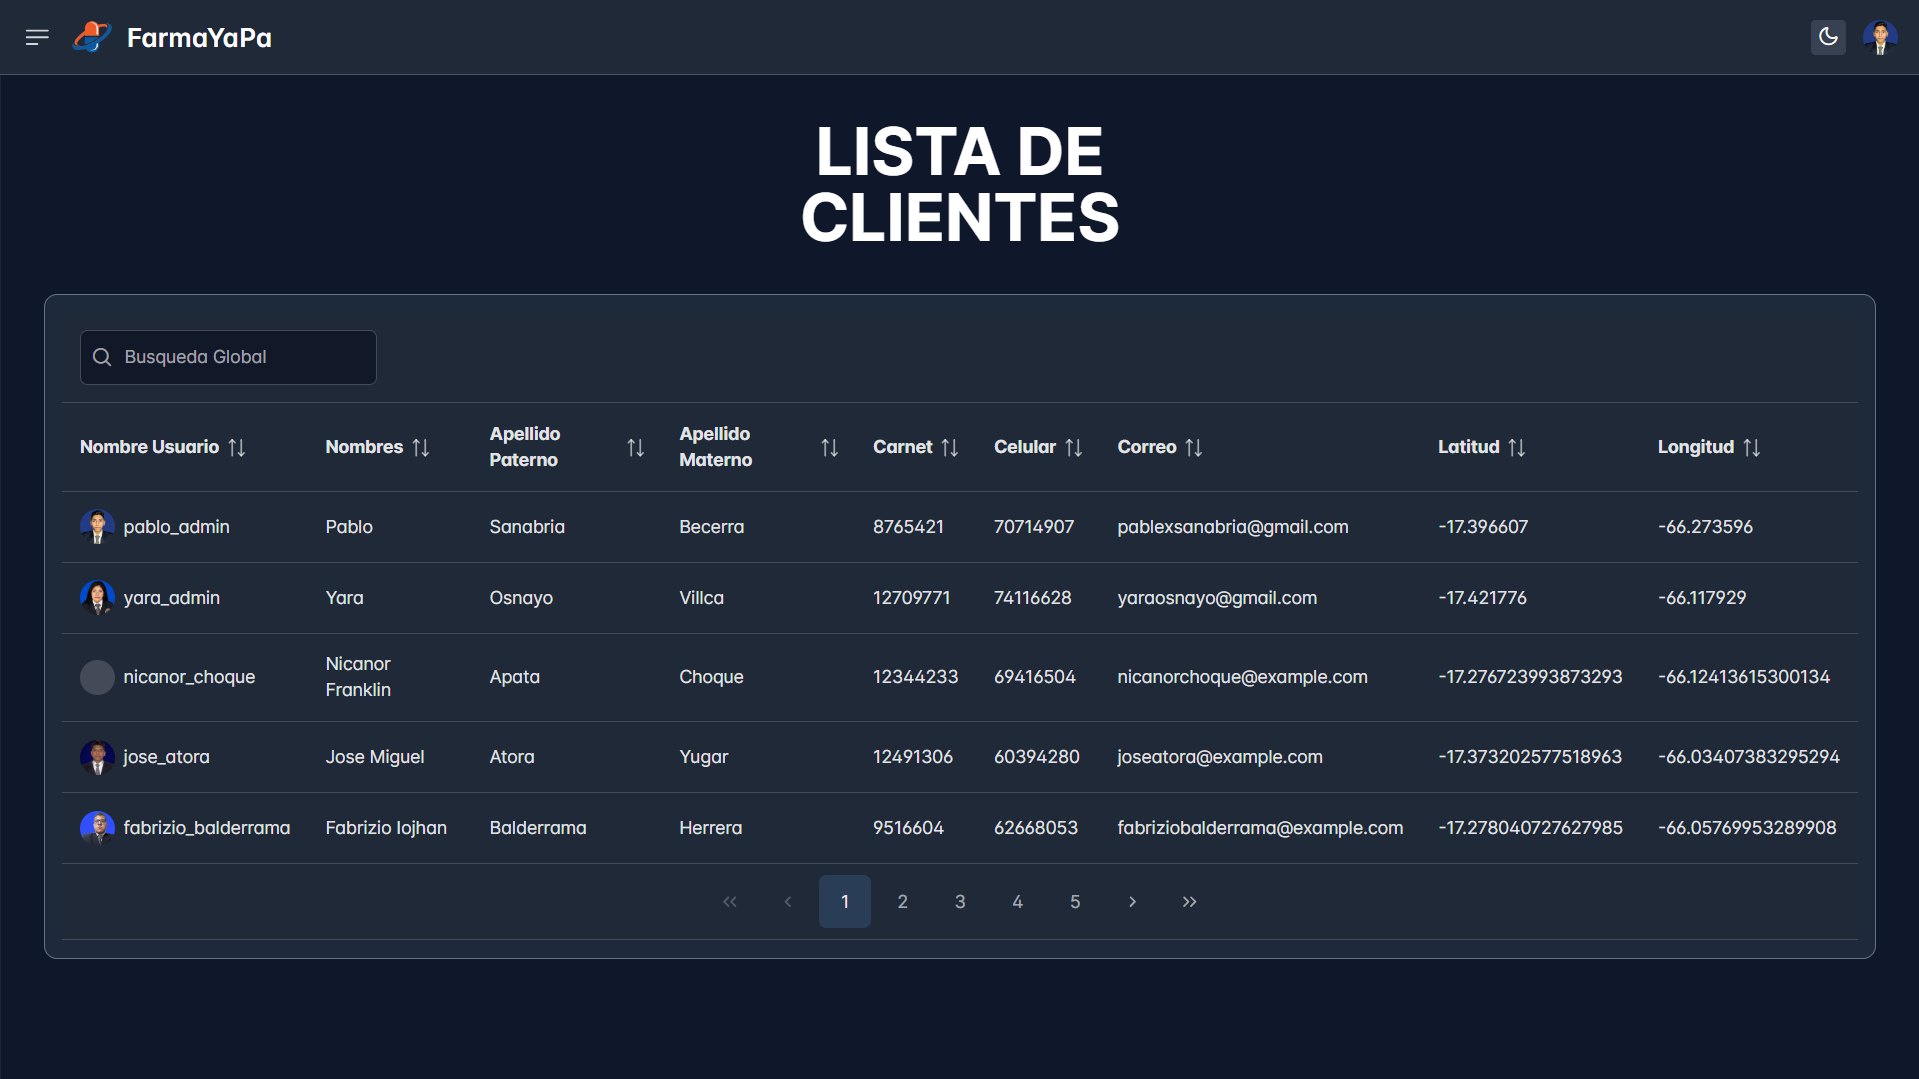 FarmaYaPa
LISTA DE
CLIENTES
Busqueda Global
Nombre Usuario Nombres Apellido Paterno Apellido Materno Carnet Celular Correo Latitud Longitud
pablo_admin Pablo Sanabria Becerra 8765421 70714907 pablexsanabria@gmail.com -17.396607 -66.273596
yara_admin Yara Osnayo Villca 12709771 74116628 yaraosnayo@gmail.com -17.421776 -66.117929
nicanor_choque Nicanor Franklin Apata Choque 12344233 69416504 nicanorchoque@example.com -17.276723993873293 -66.12413615300134
jose_atora Jose Miguel Atora Yugar 12491306 60394280 joseatora@example.com -17.373202577518963 -66.03407383295294
fabrizio_balderrama Fabrizio Iojhan Balderrama Herrera 9516604 62668053 fabriziobalderrama@example.com -17.278040727627985 -66.05769953289908
1 2 3 4 5